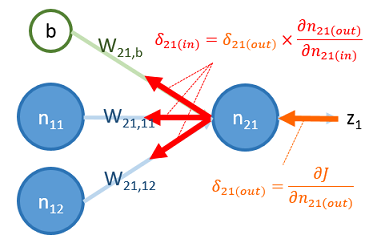 b
W21,b
δ21(in) = δ21(out) × ∂n21(out) / ∂n21(in)
n11
W21,11
n21
z1
n12
W21,12
δ21(out) = ∂J / ∂n21(out)